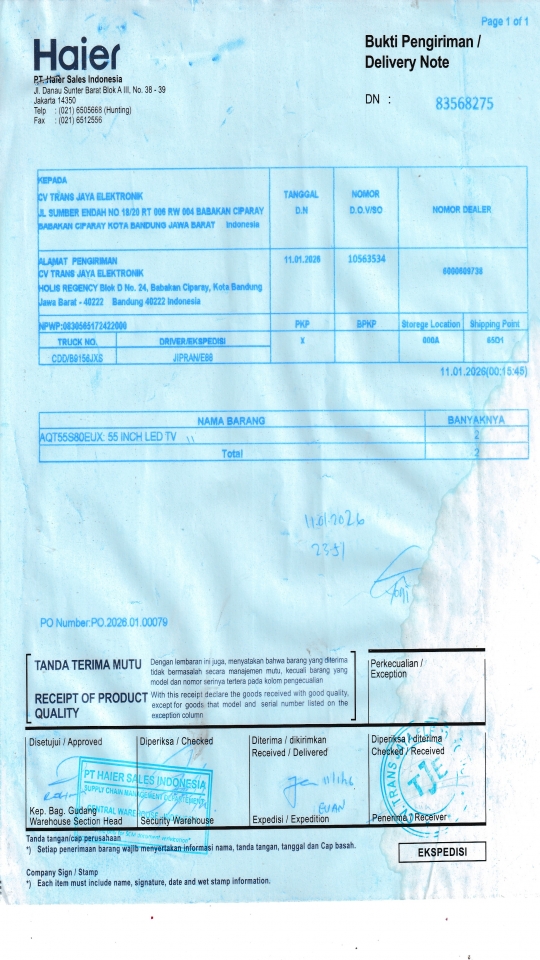 Page 1 of 1
Haier
Bukti Pengiriman /
Delivery Note
PT. Haier Sales Indonesia
Jl. Danau Sunter Barat Blok A III, No. 38 - 39
Jakarta 14350
Telp : (021) 6505668 (Hunting)
Fax : (021) 6512556
DN : 83568275
KEPADA
CV TRANS JAYA ELEKTRONIK
JL SUMBER ENDAH NO 18/20 RT 006 RW 004 BABAKAN CIPARAY
BABAKAN CIPARAY KOTA BANDUNG JAWA BARAT Indonesia
TANGGAL
D.N
NOMOR
D.O.V/SO
NOMOR DEALER
ALAMAT PENGIRIMAN
CV TRANS JAYA ELEKTRONIK
HOLIS REGENCY Blok D No. 24, Babakan Ciparay, Kota Bandung
Jawa Barat - 40222 Bandung 40222 Indonesia
11.01.2026
10563534
6000609738
NPWP:0830565172422000
PKP
BPKP
Storege Location
Shipping Point
TRUCK NO.
DRIVER/EKSPEDISI
X
000A
65D1
CDD/B9156JXS
JIPRAN/E86
11.01.2026(00:15:45)
NAMA BARANG
BANYAKNYA
AQT55S80EUX: 55 INCH LED TV
2
Total
2
11.01.2026
2351
PO Number:PO.2026.01.00079
TANDA TERIMA MUTU
Dengan lembaran ini juga, menyatakan bahwa barang yang diterima
tidak bermasalah secara manajemen mutu, kecuali barang yang
model dan nomor serinya tertera pada kolom pengecualian
RECEIPT OF PRODUCT
QUALITY
With this receipt declare the goods received with good quality,
except for goods that model and serial number listed on the
exception column
Perkecualian /
Exception
Disetujui / Approved
Diperiksa / Checked
Diterima / dikirimkan
Received / Delivered
Diperiksa / diterima
Checked / Received
PT HAIER SALES INDONESIA
SUPPLY CHAIN MANAGEMENT DEPARTEMENT
TJE
EVAN
Kep. Bag. Gudang
Warehouse Section Head
Security Warehouse
Expedisi / Expedition
Penerima / Receiver
Tanda tangan/cap perusahaan
*) Setiap penerimaan barang wajib menyertakan informasi nama, tanda tangan, tanggal dan Cap basah.
EKSPEDISI
Company Sign / Stamp
*) Each item must include name, signature, date and wet stamp information.